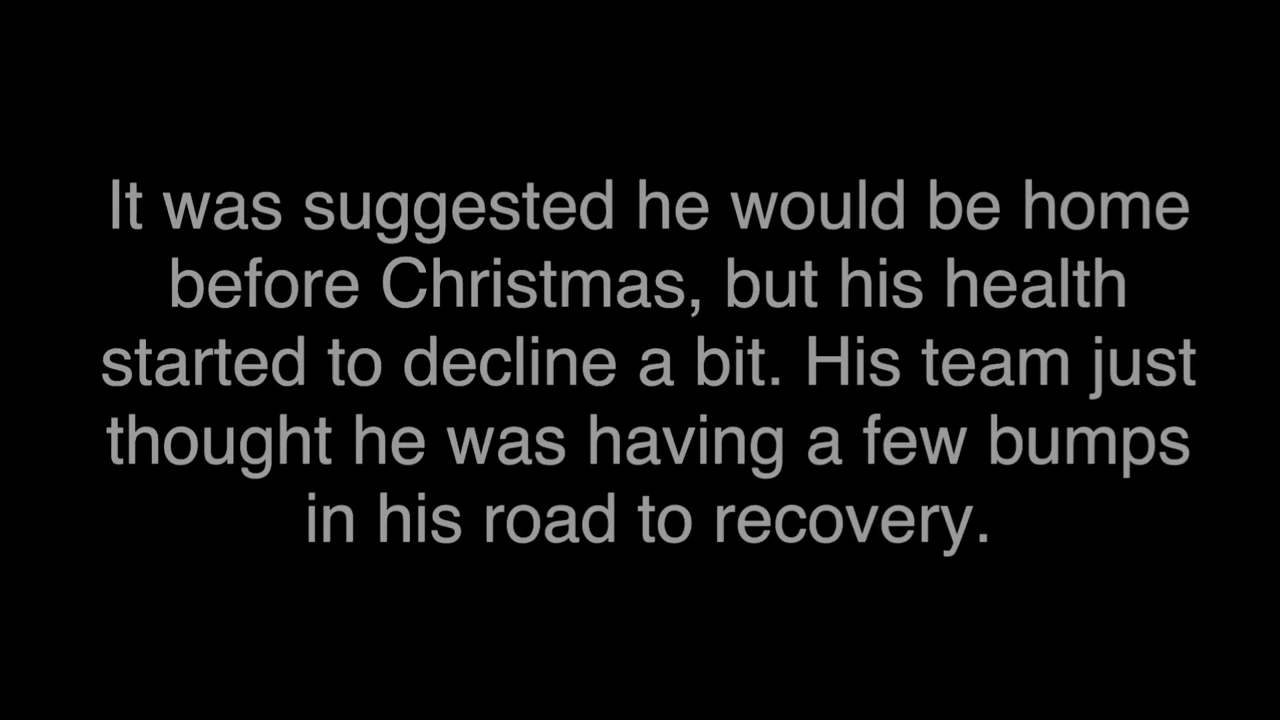 It was suggested he would be home
before Christmas, but his health
started to decline a bit. His team just
thought he was having a few bumps
in his road to recovery.